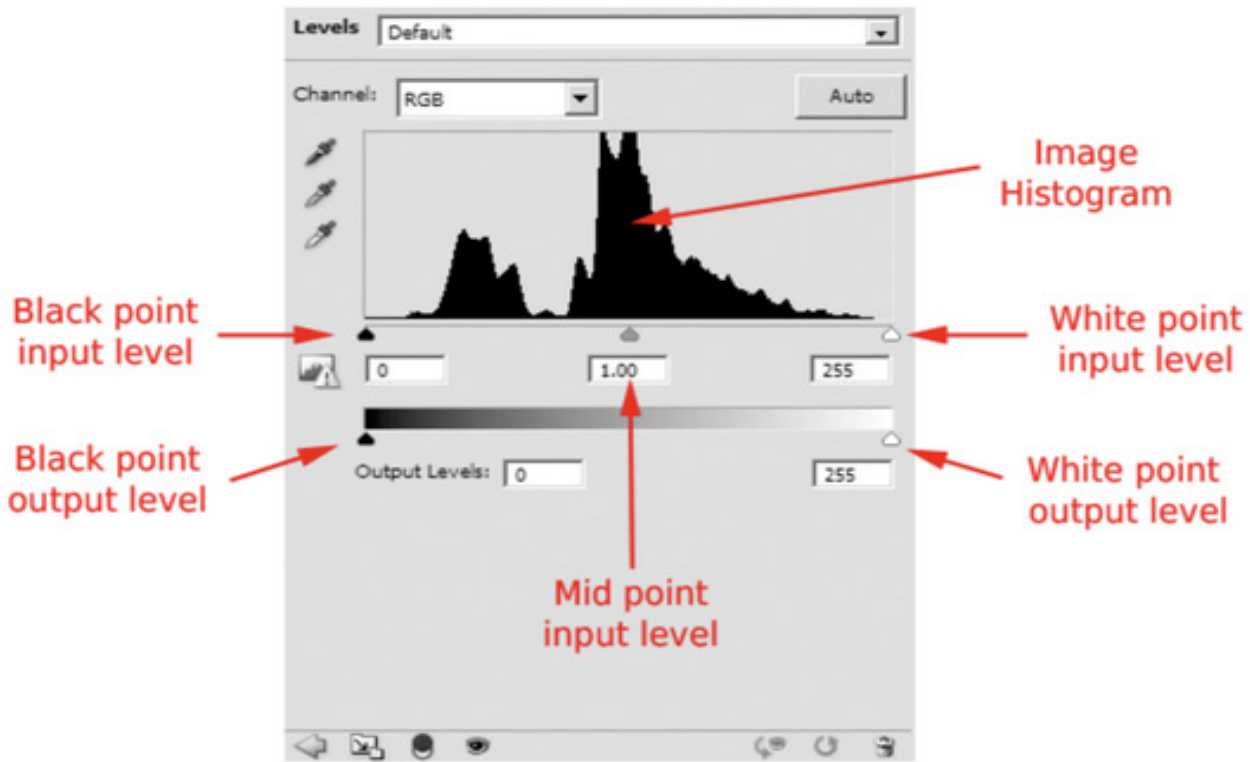 Levels Default
Channel: RGB Auto
Image
Histogram
Black point
input level
White point
input level
0 1.00 255
Black point
output level
Output Levels: 0 255
White point
output level
Mid point
input level